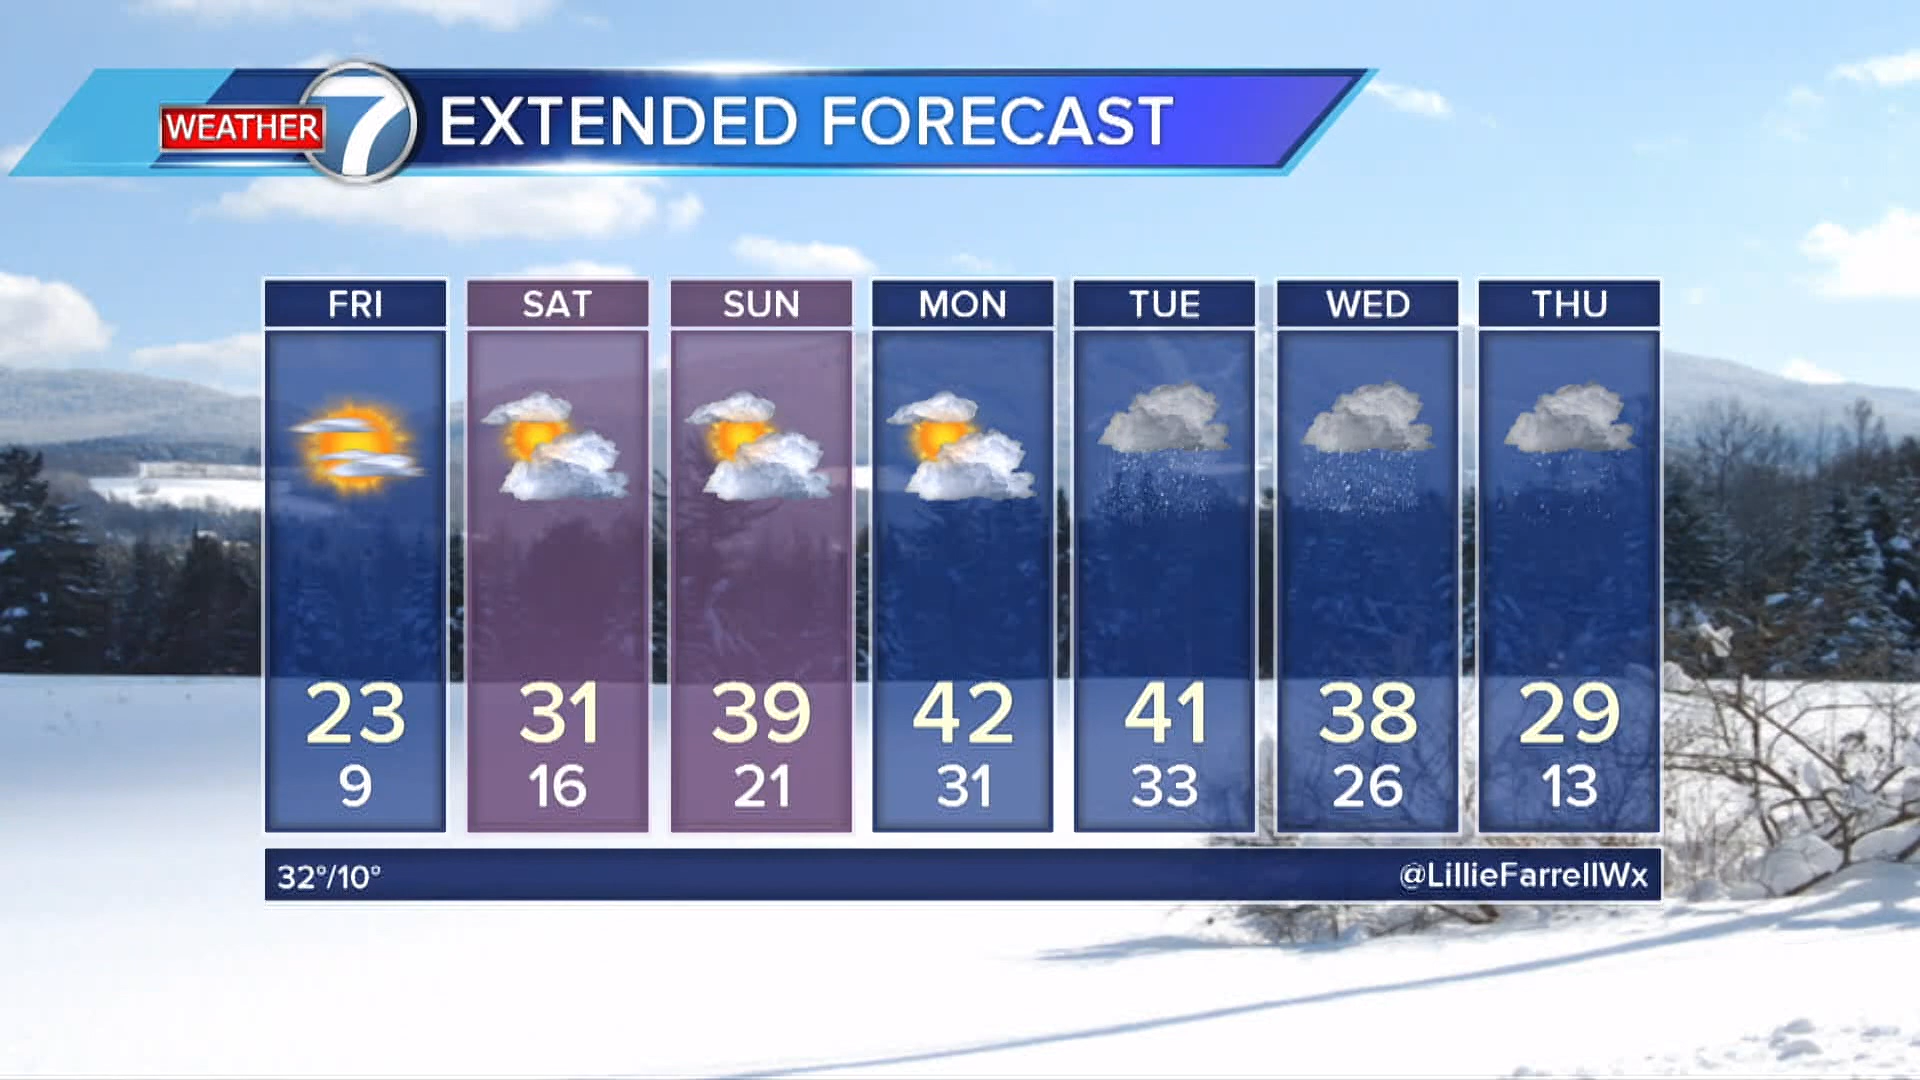 WEATHER 7 EXTENDED FORECAST
FRI SAT SUN MON TUE WED THU
23 31 39 42 41 38 29
9 16 21 31 33 26 13
32°/10° @LillieFarrellWx